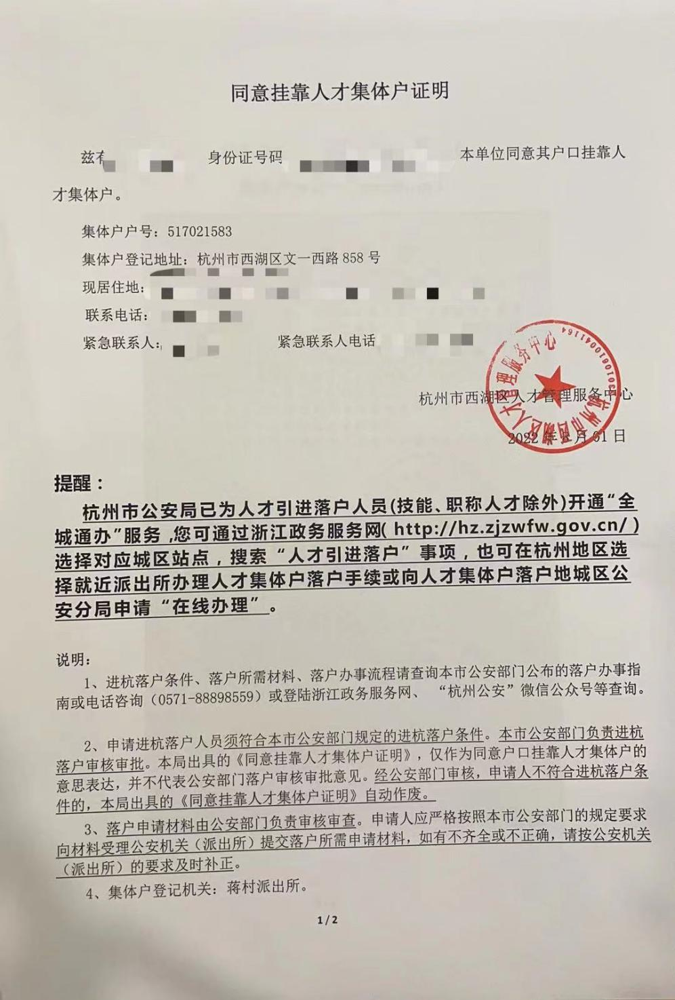 同意挂靠人才集体户证明
兹有 身份证号码 本单位同意其户口挂靠人
才集体户。
集体户户号：517021583
集体户登记地址：杭州市西湖区文一西路 858 号
现居住地：
联系电话：
紧急联系人： 紧急联系人电话
杭州市西湖区人才管理服务中心
杭州市西湖区人才管理服务中心
2022 年 月 01 日
提醒：
杭州市公安局已为人才引进落户人员(技能、职称人才除外)开通“全
城通办”服务,您可通过浙江政务服务网( http://hz.zjzwfw.gov.cn/ )
选择对应城区站点，搜索“人才引进落户”事项，也可在杭州地区选
择就近派出所办理人才集体户落户手续或向人才集体户落户地城区公
安分局申请“在线办理”。
说明：
1、进杭落户条件、落户所需材料、落户办事流程请查询本市公安部门公布的落户办事指
南或电话咨询（0571-88898559）或登陆浙江政务服务网、“杭州公安”微信公众号等查询。
2、申请进杭落户人员须符合本市公安部门规定的进杭落户条件。本市公安部门负责进杭
落户审核审批。本局出具的《同意挂靠人才集体户证明》，仅作为同意户口挂靠人才集体户的
意思表达，并不代表公安部门落户审核审批意见。经公安部门审核，申请人不符合进杭落户条
件的，本局出具的《同意挂靠人才集体户证明》自动作废。
3、落户申请材料由公安部门负责审核审查。申请人应严格按照本市公安部门的规定要求
向材料受理公安机关（派出所）提交落户所需申请材料，如有不齐全或不正确，请按公安机关
（派出所）的要求及时补正。
4、集体户登记机关：蒋村派出所。
1/2